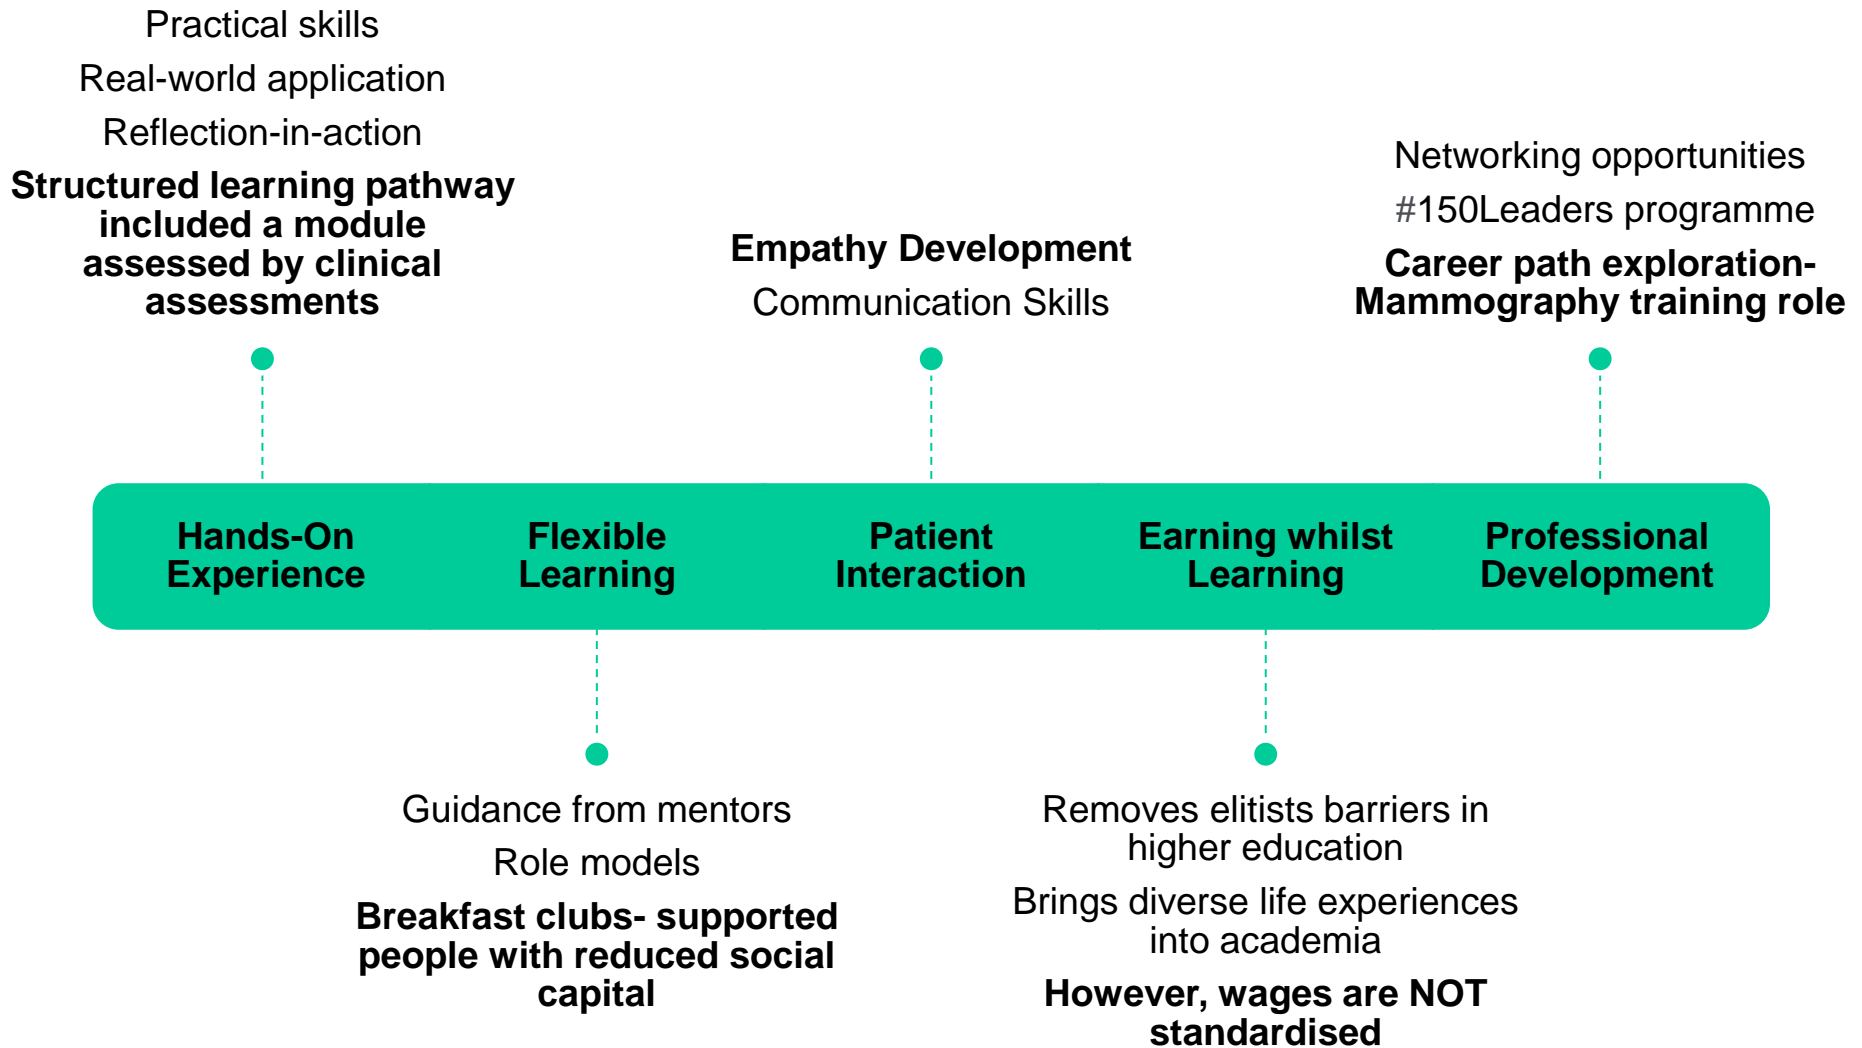 Practical skills
Real-world application
Reflection-in-action
Structured learning pathway
included a module
assessed by clinical
assessments
Empathy Development
Communication Skills
Networking opportunities
#150Leaders programme
Career path exploration-
Mammography training role
Hands-On
Experience
Flexible
Learning
Patient
Interaction
Earning whilst
Learning
Professional
Development
Guidance from mentors
Role models
Breakfast clubs- supported
people with reduced social
capital
Removes elitists barriers in
higher education
Brings diverse life experiences
into academia
However, wages are NOT
standardised